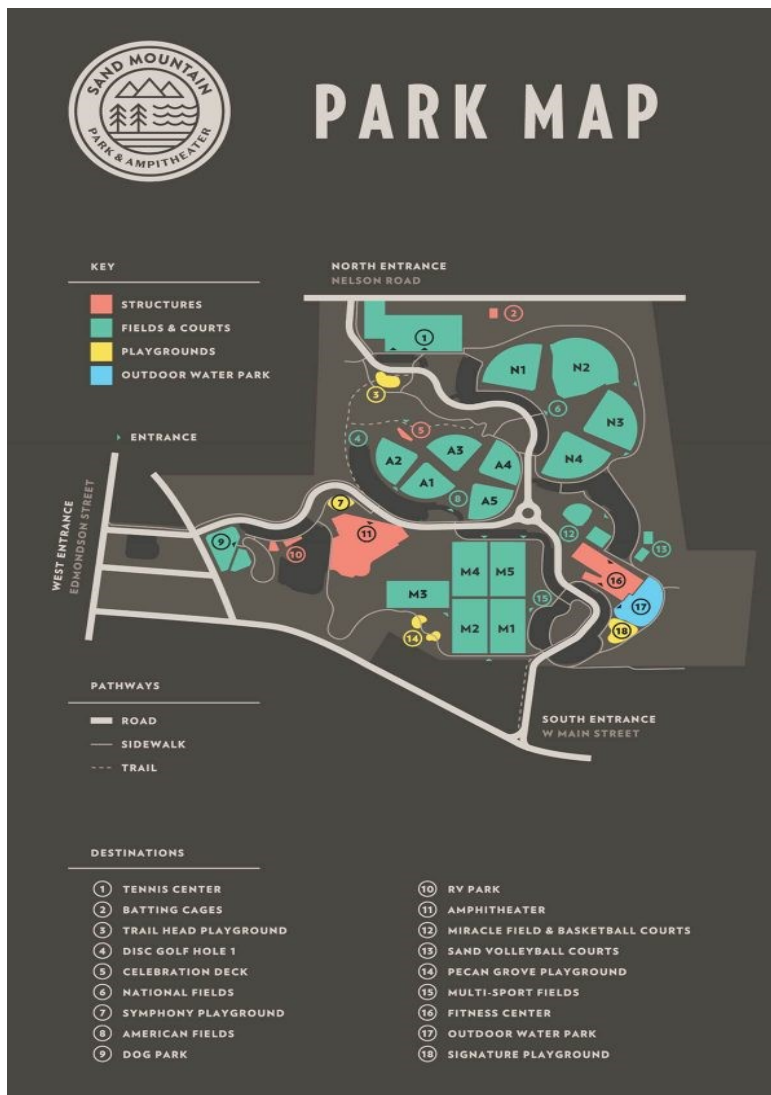 SAND MOUNTAIN
PARK & AMPITHEATER
PARK MAP
KEY
STRUCTURES
FIELDS & COURTS
PLAYGROUNDS
OUTDOOR WATER PARK
ENTRANCE
NORTH ENTRANCE
NELSON ROAD
1
2
3
N1
N2
N3
N4
6
4
5
A2
A3
A4
A1
A5
8
7
WEST ENTRANCE
EDMONDSON STREET
9
10
11
12
13
M4
M5
M3
M2
M1
14
15
16
17
18
PATHWAYS
ROAD
SIDEWALK
TRAIL
SOUTH ENTRANCE
W MAIN STREET
DESTINATIONS
1 TENNIS CENTER
2 BATTING CAGES
3 TRAIL HEAD PLAYGROUND
4 DISC GOLF HOLE 1
5 CELEBRATION DECK
6 NATIONAL FIELDS
7 SYMPHONY PLAYGROUND
8 AMERICAN FIELDS
9 DOG PARK
10 RV PARK
11 AMPHITHEATER
12 MIRACLE FIELD & BASKETBALL COURTS
13 SAND VOLLEYBALL COURTS
14 PECAN GROVE PLAYGROUND
15 MULTI-SPORT FIELDS
16 FITNESS CENTER
17 OUTDOOR WATER PARK
18 SIGNATURE PLAYGROUND